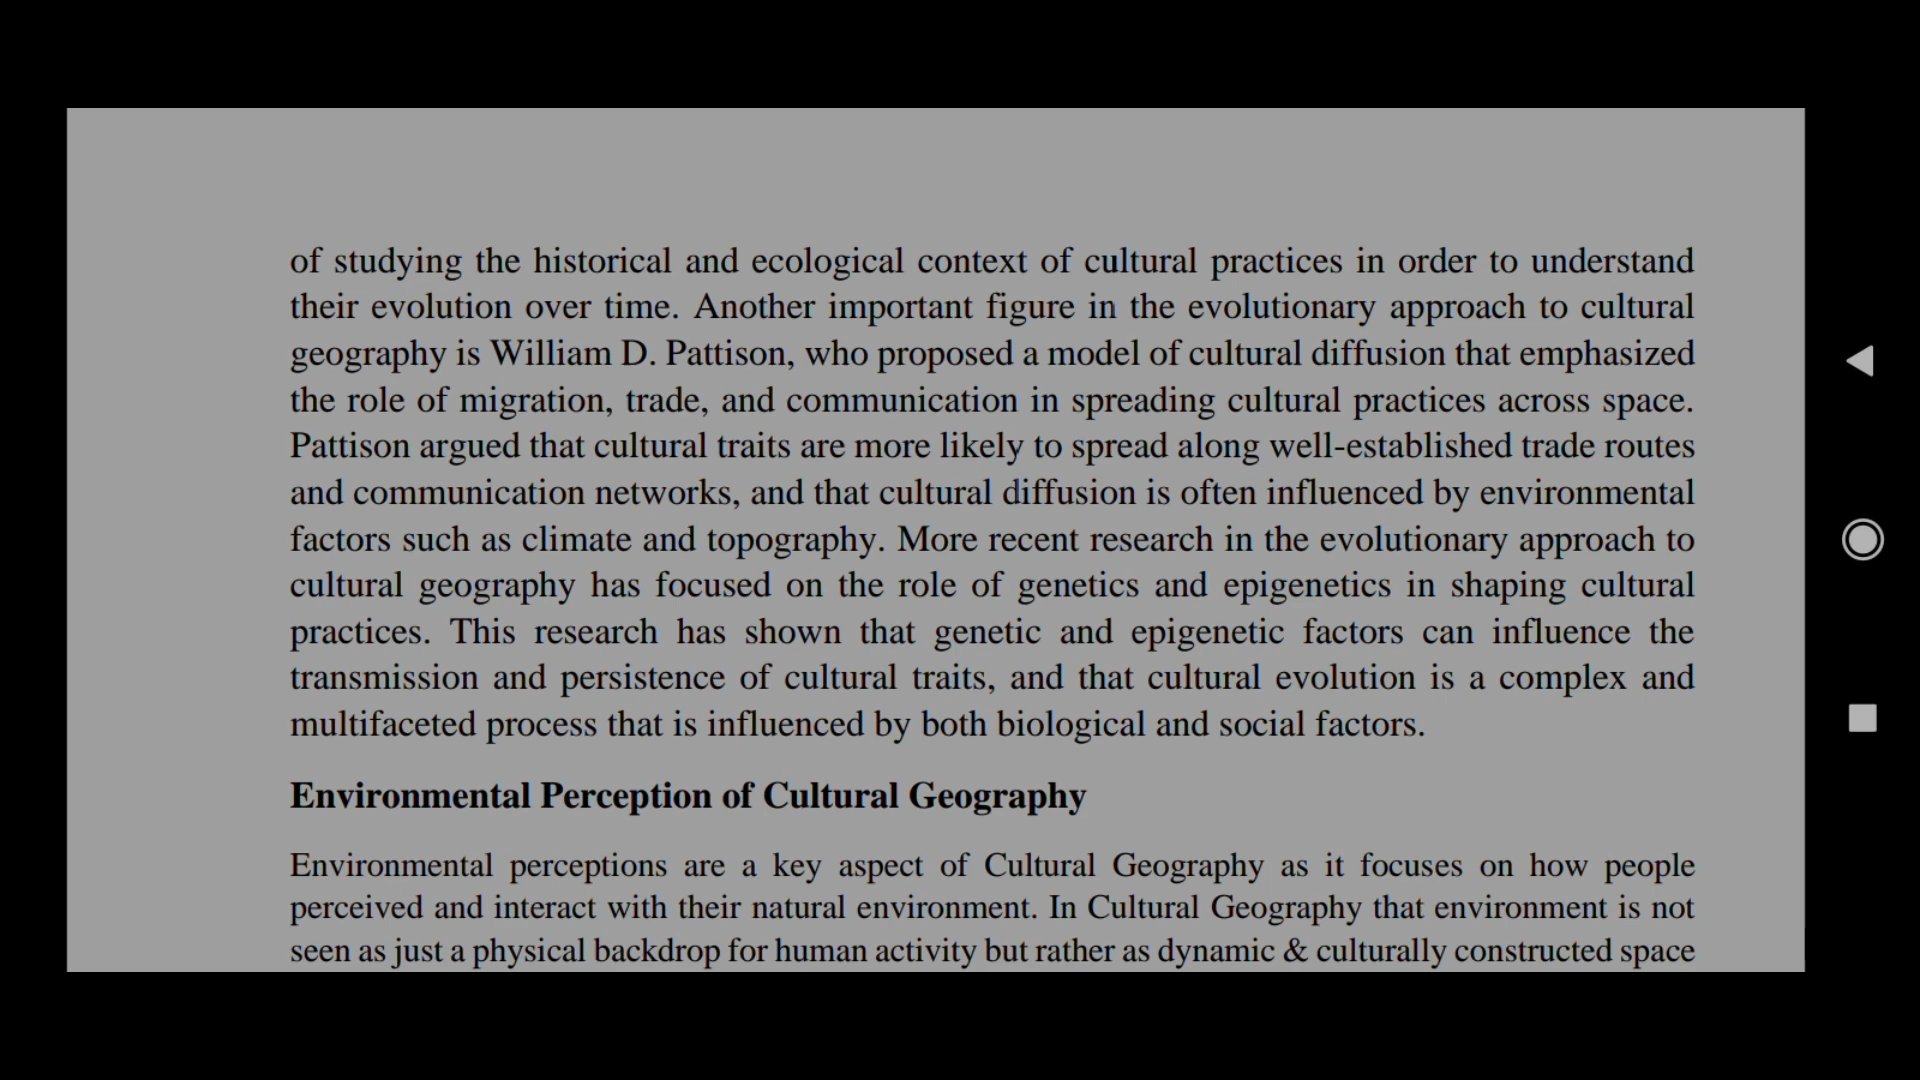 of studying the historical and ecological context of cultural practices in order to understand
their evolution over time. Another important figure in the evolutionary approach to cultural
geography is William D. Pattison, who proposed a model of cultural diffusion that emphasized
the role of migration, trade, and communication in spreading cultural practices across space.
Pattison argued that cultural traits are more likely to spread along well-established trade routes
and communication networks, and that cultural diffusion is often influenced by environmental
factors such as climate and topography. More recent research in the evolutionary approach to
cultural geography has focused on the role of genetics and epigenetics in shaping cultural
practices. This research has shown that genetic and epigenetic factors can influence the
transmission and persistence of cultural traits, and that cultural evolution is a complex and
multifaceted process that is influenced by both biological and social factors.
Environmental Perception of Cultural Geography
Environmental perceptions are a key aspect of Cultural Geography as it focuses on how people
perceived and interact with their natural environment. In Cultural Geography that environment is not
seen as just a physical backdrop for human activity but rather as dynamic & culturally constructed space